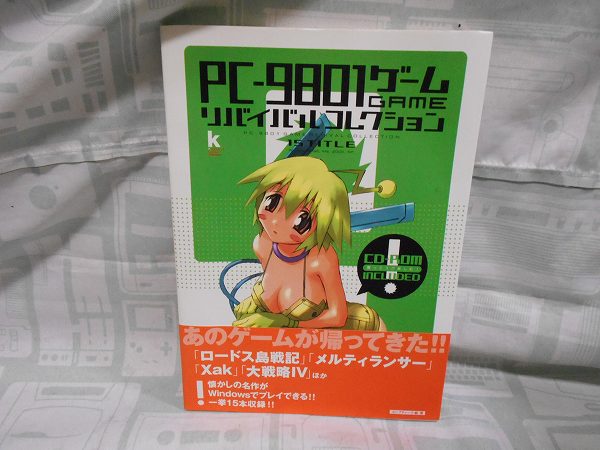 PC-9801ゲーム
GAME
リバイバルコレクション
PC-9801 GAME REVIVAL COLLECTION
15TITLE
k
CD-ROM
INCLUDED
あのゲームが帰ってきた!!
「ロードス島戦記」「メルティランサー」
「Xak」「大戦略IV」ほか
懐かしの名作が
Windowsでプレイできる!!
一挙15本収録!!